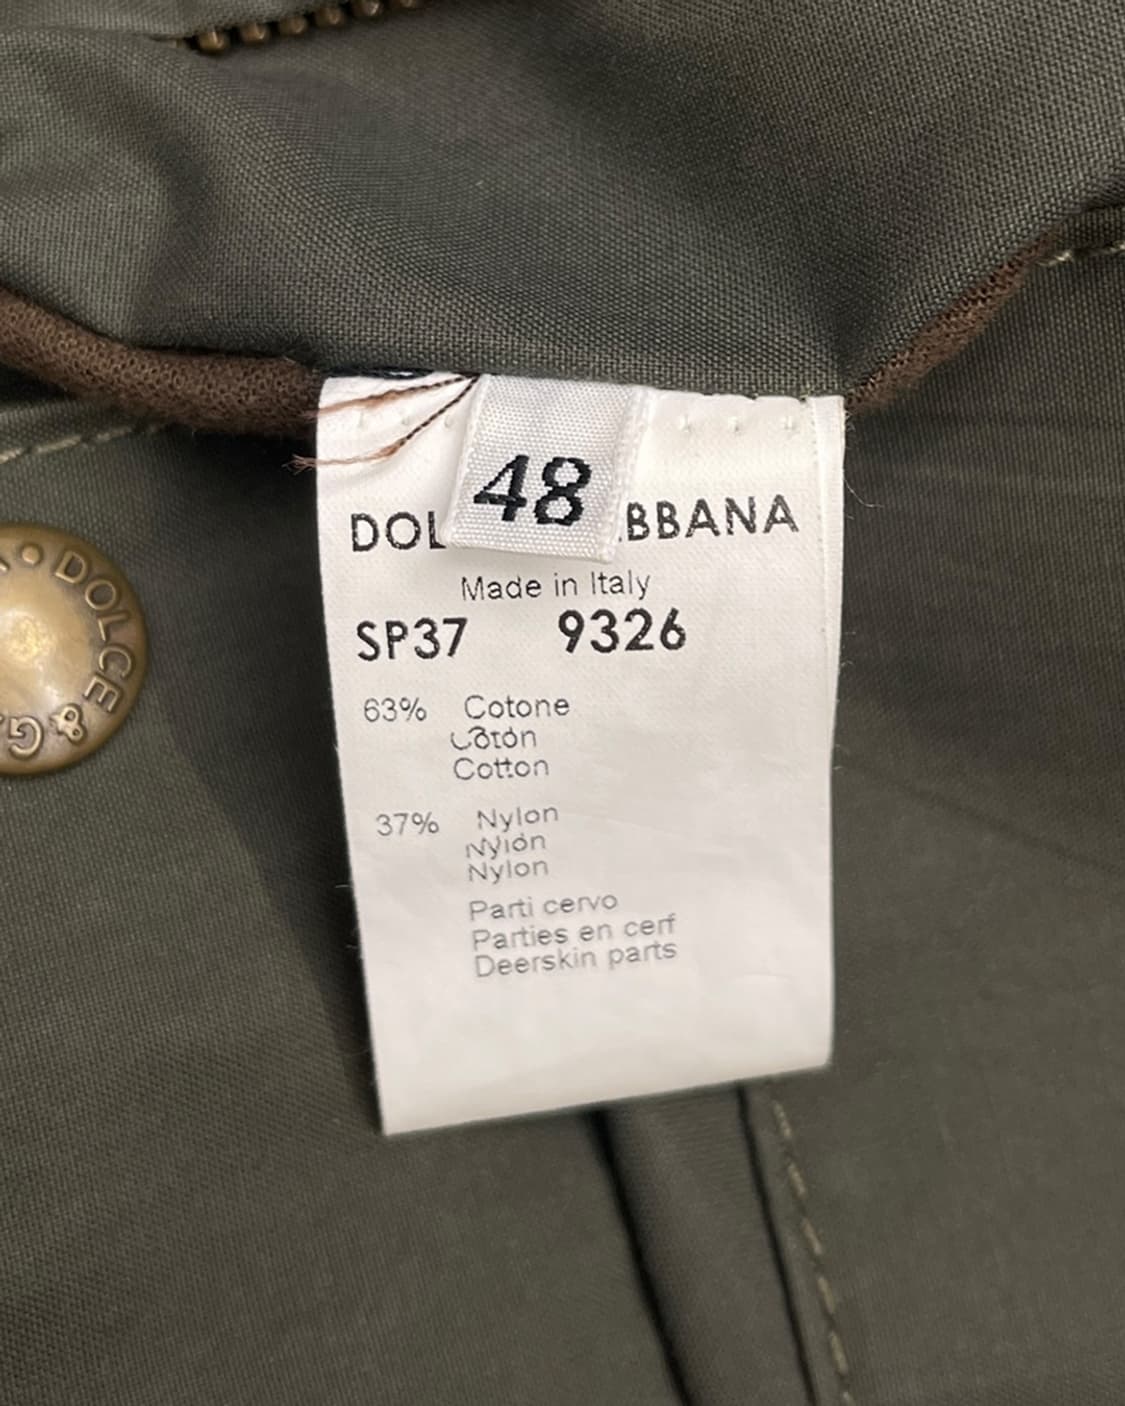 48
DOL BBANA
Made in Italy
SP37 9326
63% Cotone
Coton
Cotton
37% Nylon
Nylon
Nylon
Parti cervo
Parties en cerf
Deerskin parts
DOLCE & G